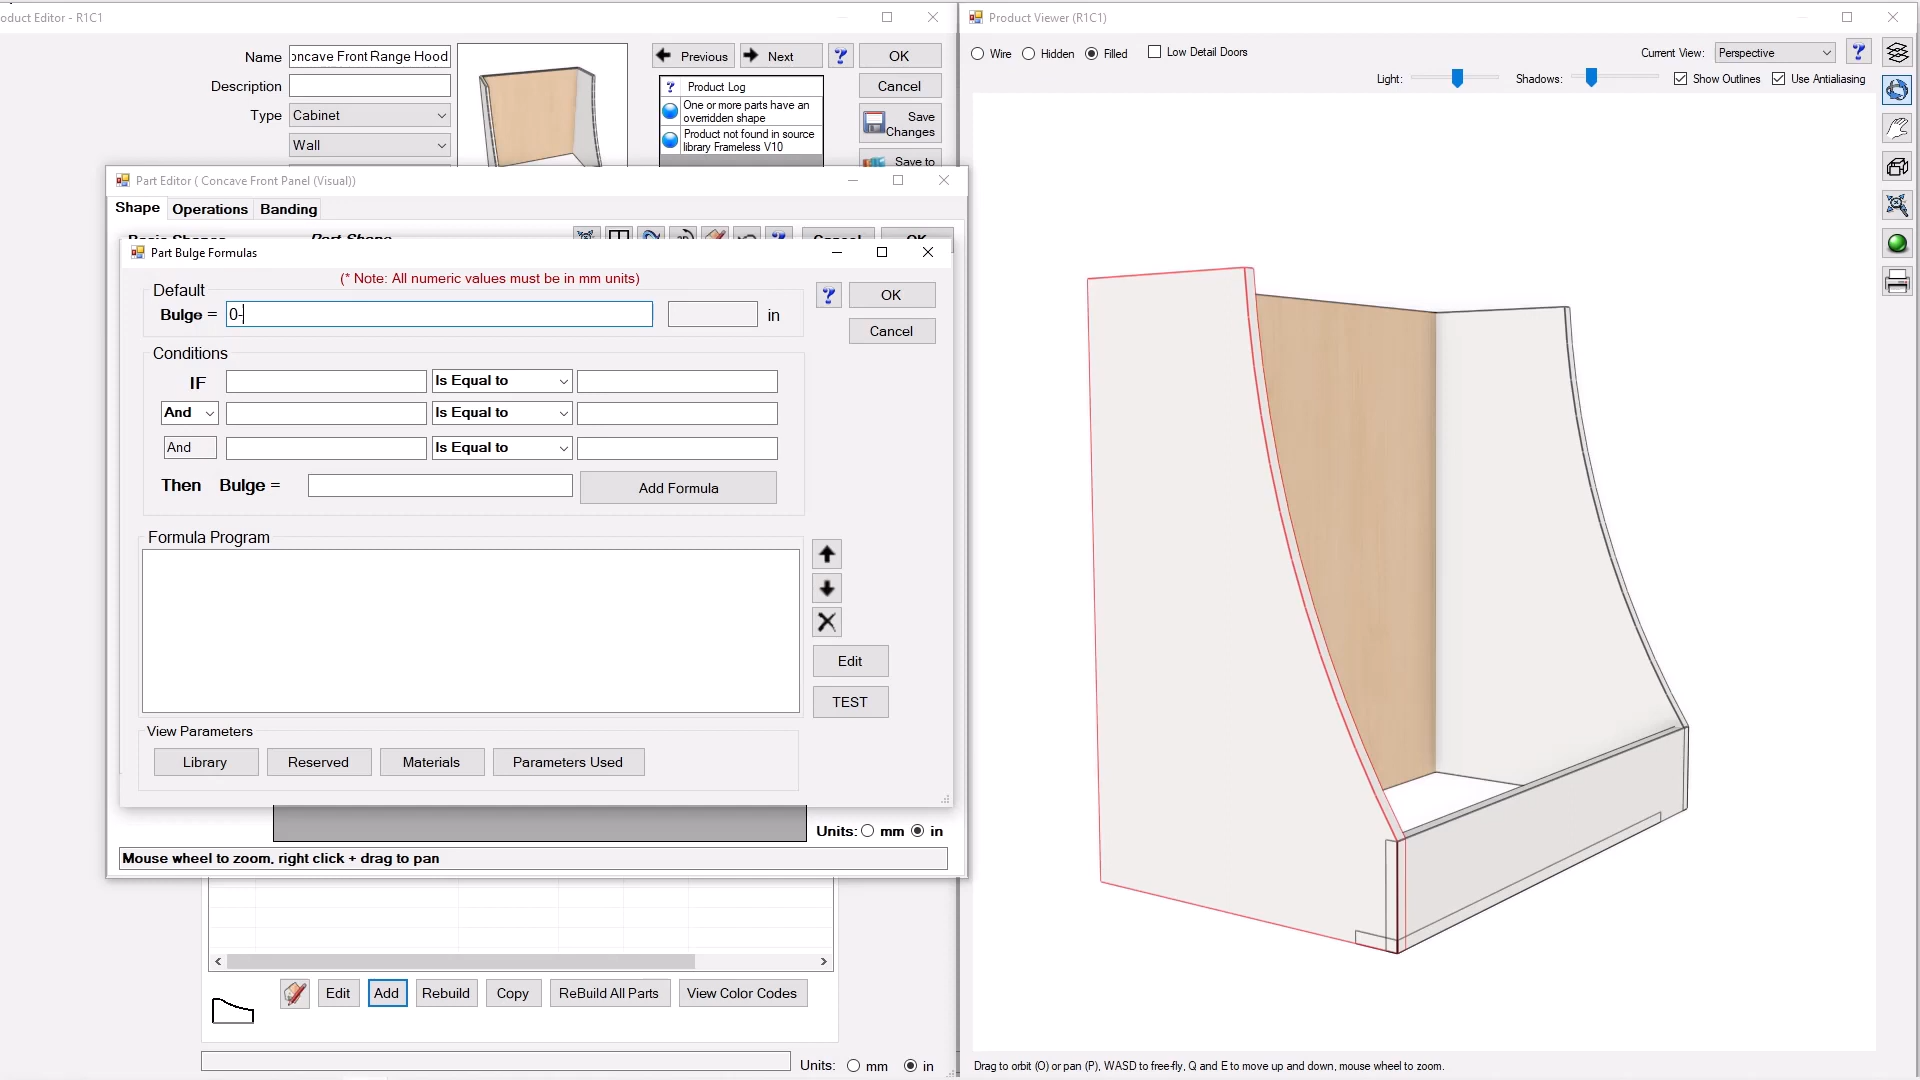 oduct Editor - R1C1
Name
oncave Front Range Hood
Description
Type
Cabinet
Wall
Previous
Next
OK
Product Log
One or more parts have an
overridden shape
Product not found in source
library Frameless V10
Cancel
Save
Changes
Save to
Part Editor ( Concave Front Panel (Visual))
Shape
Operations
Banding
Part Bulge Formulas
(* Note: All numeric values must be in mm units)
Default
Bulge =
0-
in
OK
Cancel
Conditions
IF
Is Equal to
And
Is Equal to
And
Is Equal to
Then Bulge =
Add Formula
Formula Program
Edit
TEST
View Parameters
Library
Reserved
Materials
Parameters Used
Units:
mm
in
Mouse wheel to zoom, right click + drag to pan
Edit
Add
Rebuild
Copy
ReBuild All Parts
View Color Codes
Units:
mm
in
Product Viewer (R1C1)
Wire
Hidden
Filled
Low Detail Doors
Current View:
Perspective
Light:
Shadows:
Show Outlines
Use Antialiasing
Drag to orbit (O) or pan (P), WASD to free-fly, Q and E to move up and down, mouse wheel to zoom.